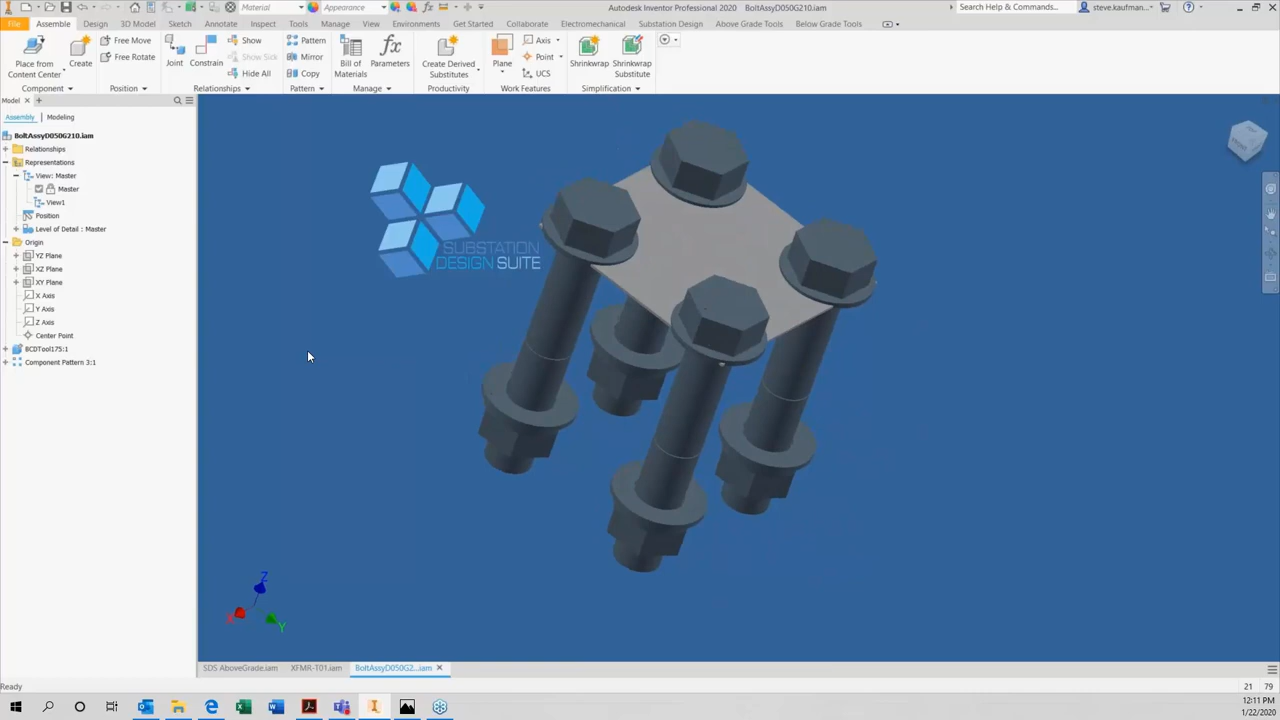 Material
Appearance
Autodesk Inventor Professional 2020 BoltAssyD050G210.iam
Search Help & Commands...
steve.kaufman...
File Assemble Design 3D Model Sketch Annotate Inspect Tools Manage View Environments Get Started Collaborate Electromechanical Substation Design Above Grade Tools Below Grade Tools
Place from Content Center
Create
Free Move
Free Rotate
Joint
Constrain
Show
Show Sick
Hide All
Pattern
Mirror
Copy
Bill of Materials
Parameters
Create Derived Substitutes
Plane
Axis
Point
UCS
Shrinkwrap
Shrinkwrap Substitute
Component Position Relationships Pattern Manage Productivity Work Features Simplification
Model
Assembly Modeling
BoltAssyD050G210.iam
Relationships
Representations
View: Master
Master
View1
Position
Level of Detail : Master
Origin
YZ Plane
XZ Plane
XY Plane
X Axis
Y Axis
Z Axis
Center Point
BCDTool175:1
Component Pattern 3:1
SUBSTATION
DESIGN SUITE
Z
X
Y
SDS AboveGrade.iam XFMR-T01.iam BoltAssyD050G2...iam
Ready
21 79
12:11 PM
1/22/2020